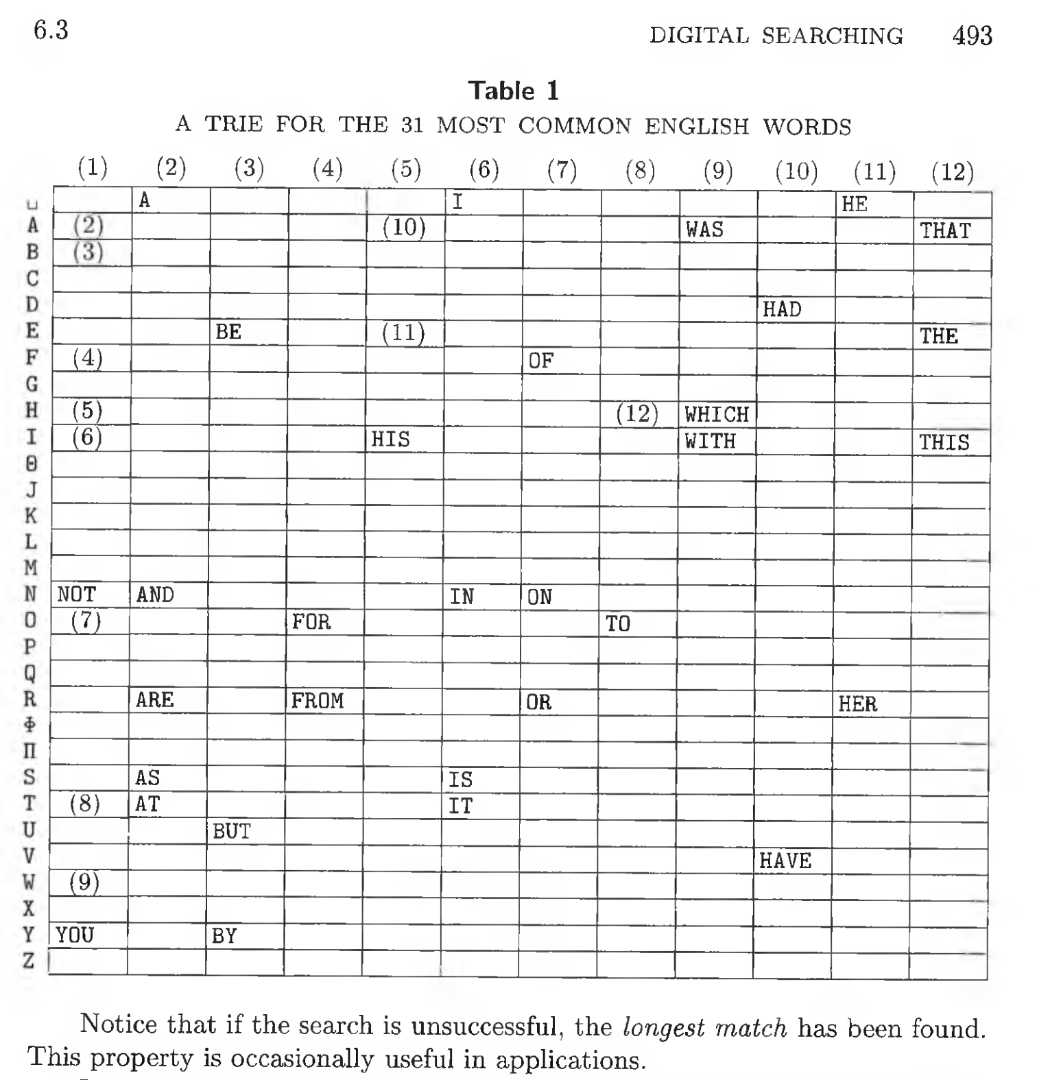 6.3 DIGITAL SEARCHING 493
Table 1
A TRIE FOR THE 31 MOST COMMON ENGLISH WORDS
(1) (2) (3) (4) (5) (6) (7) (8) (9) (10) (11) (12)
␣ A I HE
A (2) (10) WAS THAT
B (3)
C
D HAD
E BE (11) THE
F (4) OF
G
H (5) (12) WHICH
I (6) HIS WITH THIS
Θ
J
K
L
M
N NOT AND IN ON
O (7) FOR TO
P
Q
R ARE FROM OR HER
Φ
Π
S AS IS
T (8) AT IT
U BUT
V HAVE
W (9)
X
Y YOU BY
Z
Notice that if the search is unsuccessful, the longest match has been found.
This property is occasionally useful in applications.